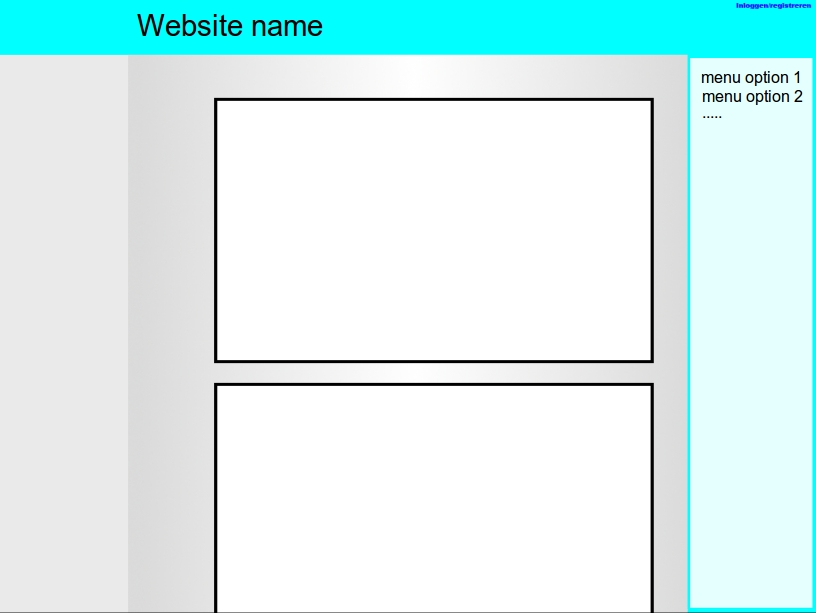 Website name
Inloggen/registreren
menu option 1
menu option 2
.....